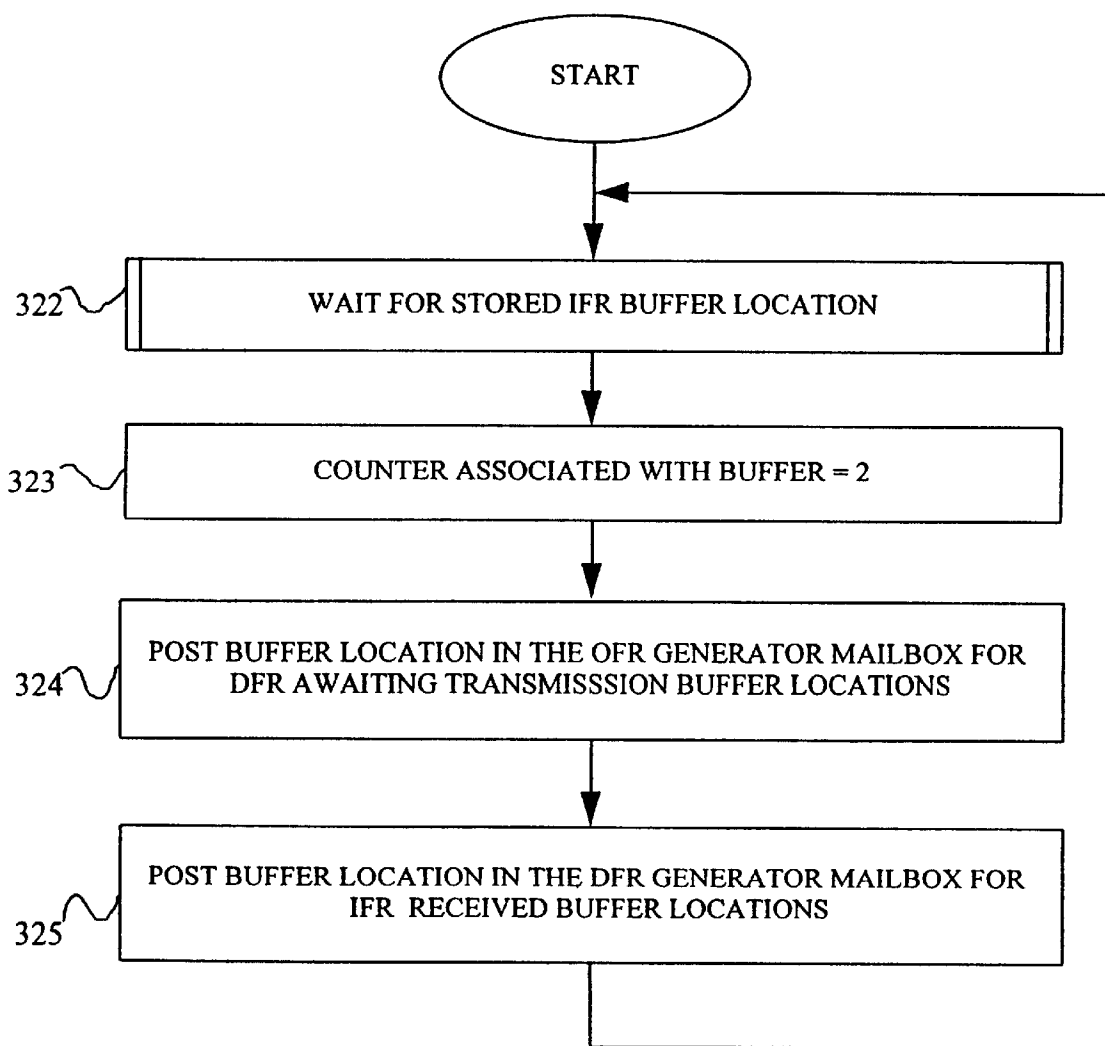 START
322
WAIT FOR STORED IFR BUFFER LOCATION
323
COUNTER ASSOCIATED WITH BUFFER = 2
324
POST BUFFER LOCATION IN THE OFR GENERATOR MAILBOX FOR
DFR AWAITING TRANSMISSSION BUFFER LOCATIONS
325
POST BUFFER LOCATION IN THE DFR GENERATOR MAILBOX FOR
IFR RECEIVED BUFFER LOCATIONS